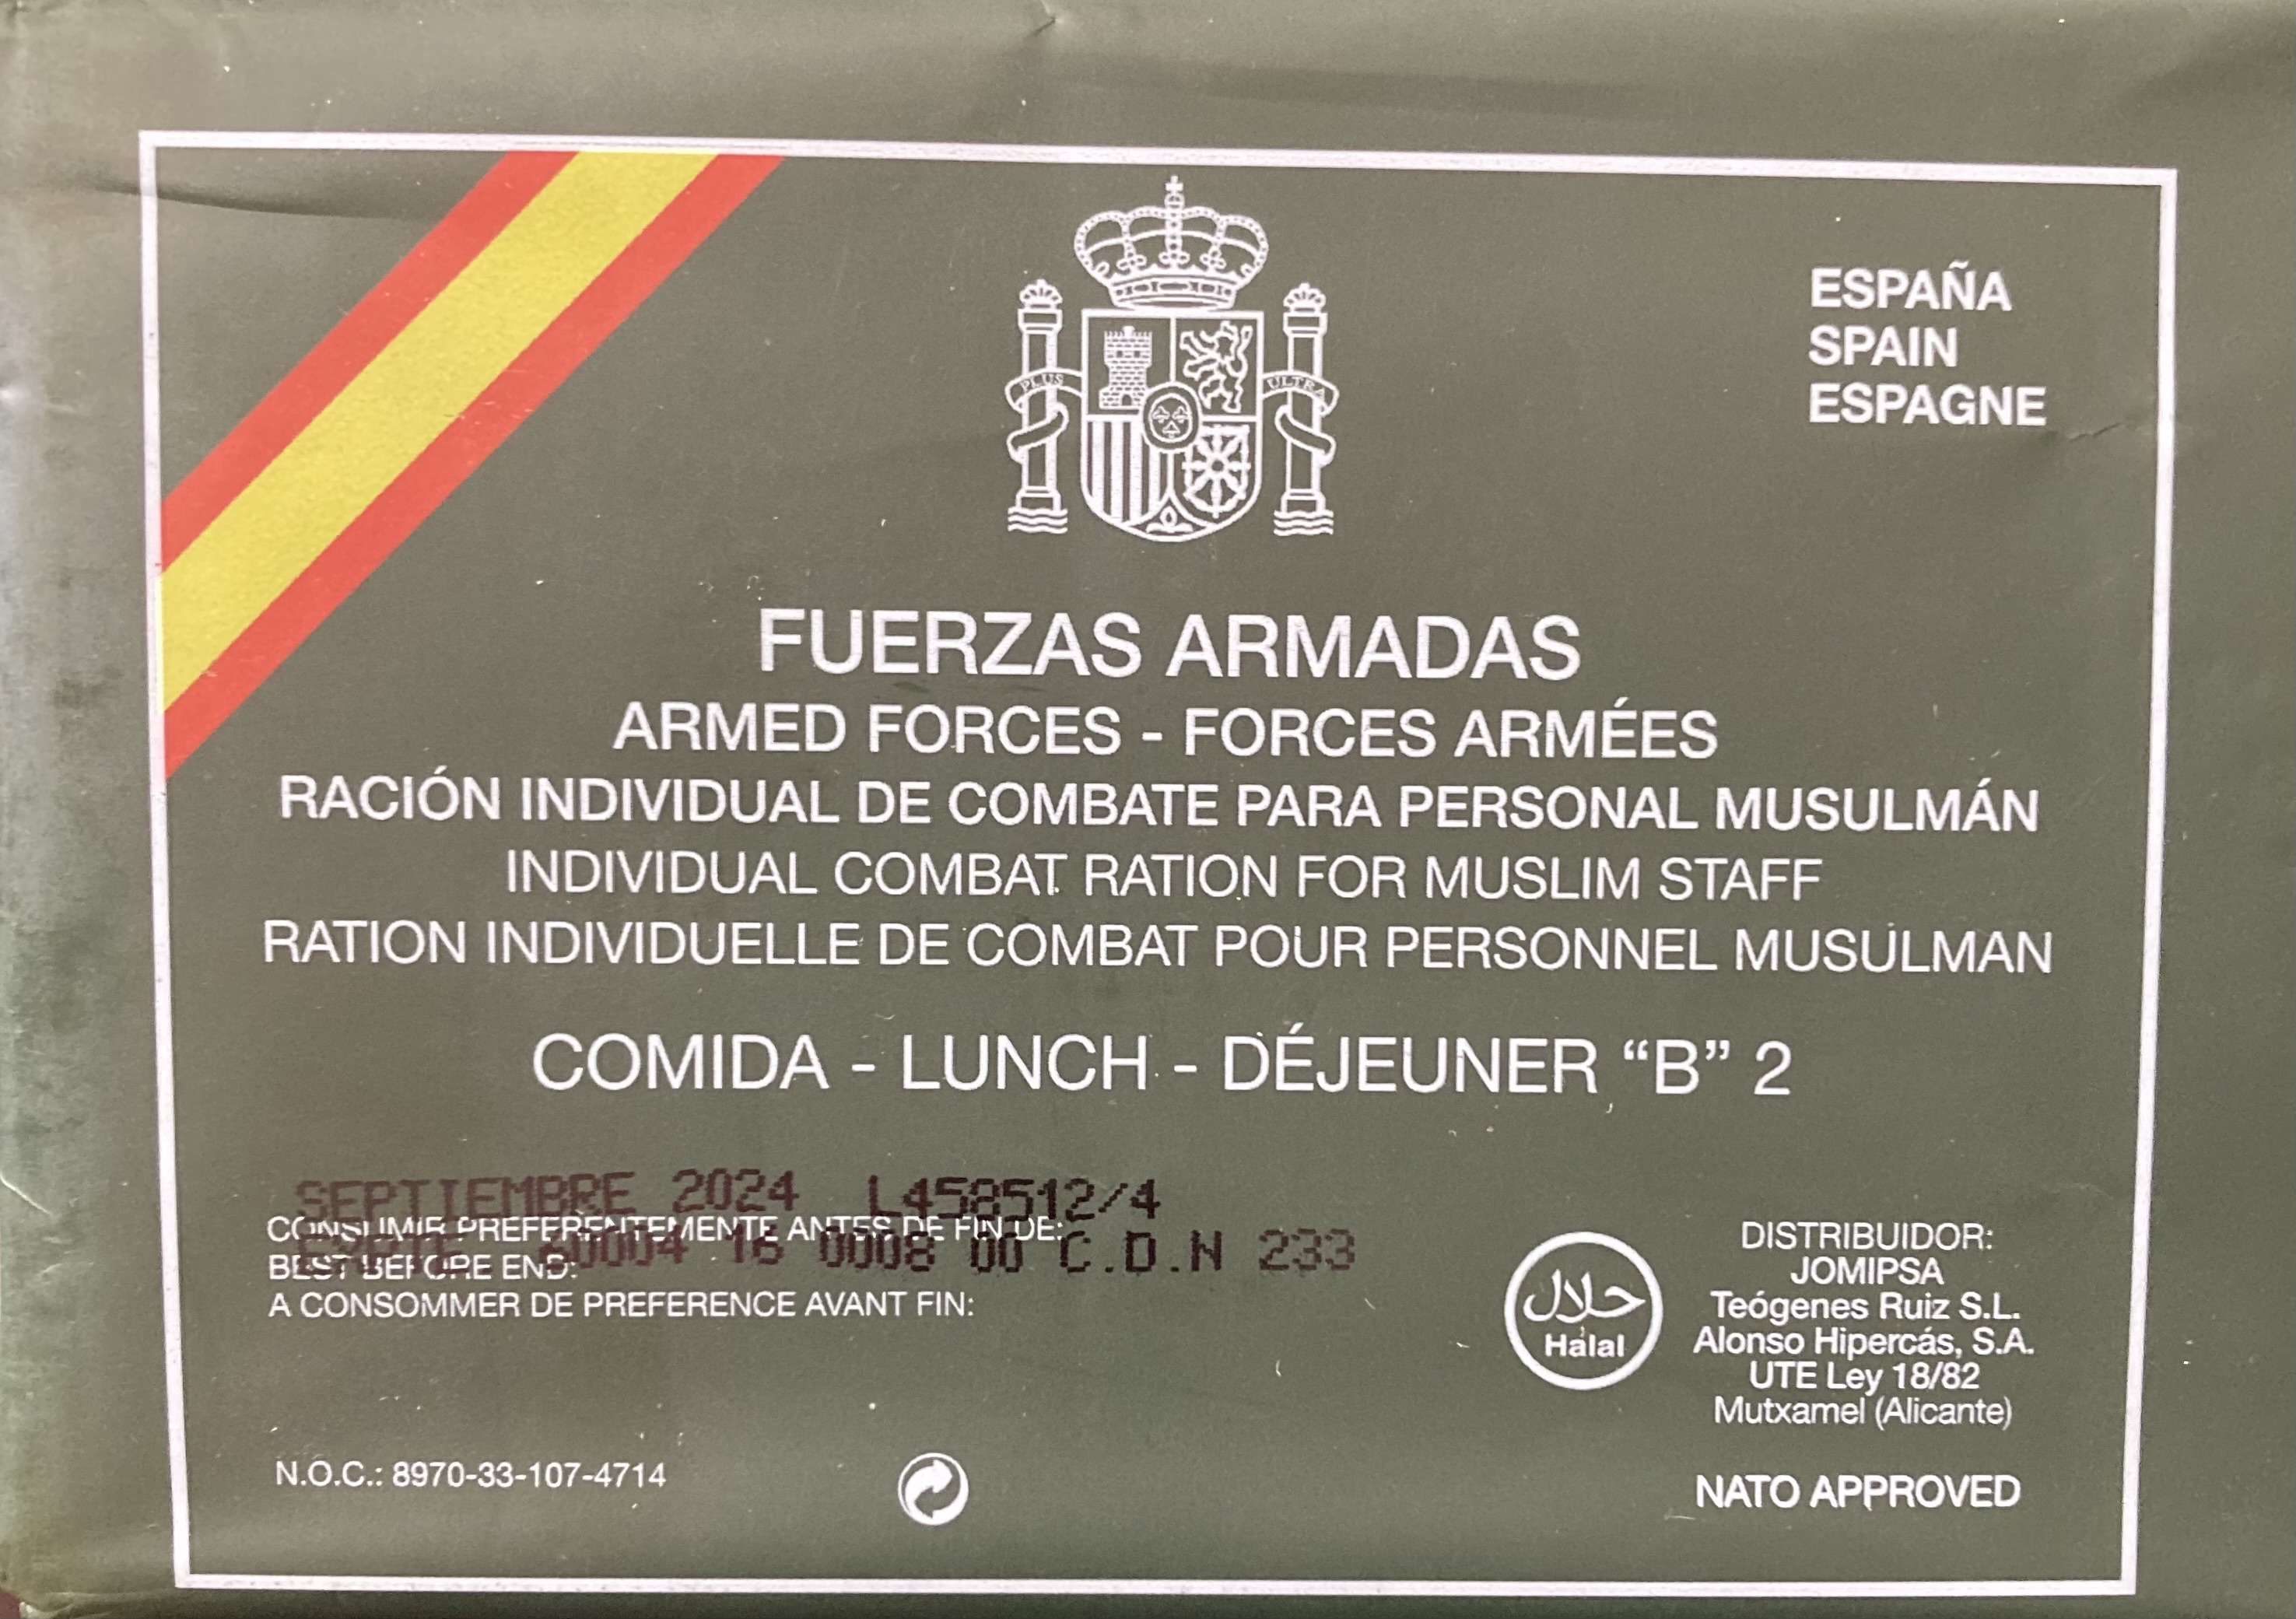 PLUS ULTRA
ESPAÑA
SPAIN
ESPAGNE
FUERZAS ARMADAS
ARMED FORCES - FORCES ARMÉES
RACIÓN INDIVIDUAL DE COMBATE PARA PERSONAL MUSULMÁN
INDIVIDUAL COMBAT RATION FOR MUSLIM STAFF
RATION INDIVIDUELLE DE COMBAT POUR PERSONNEL MUSULMAN
COMIDA - LUNCH - DÉJEUNER “B” 2
SEPTIEMBRE 2024 L458512/4
CONSUMIR PREFERENTEMENTE ANTES DE FIN DE:
EXPTE. 60004 16 0008 00 C.D.N 233
BEST BEFORE END:
A CONSOMMER DE PREFERENCE AVANT FIN:
حلال
Halal
DISTRIBUIDOR:
JOMIPSA
Teógenes Ruiz S.L.
Alonso Hipercás, S.A.
UTE Ley 18/82
Mutxamel (Alicante)
N.O.C.: 8970-33-107-4714
NATO APPROVED